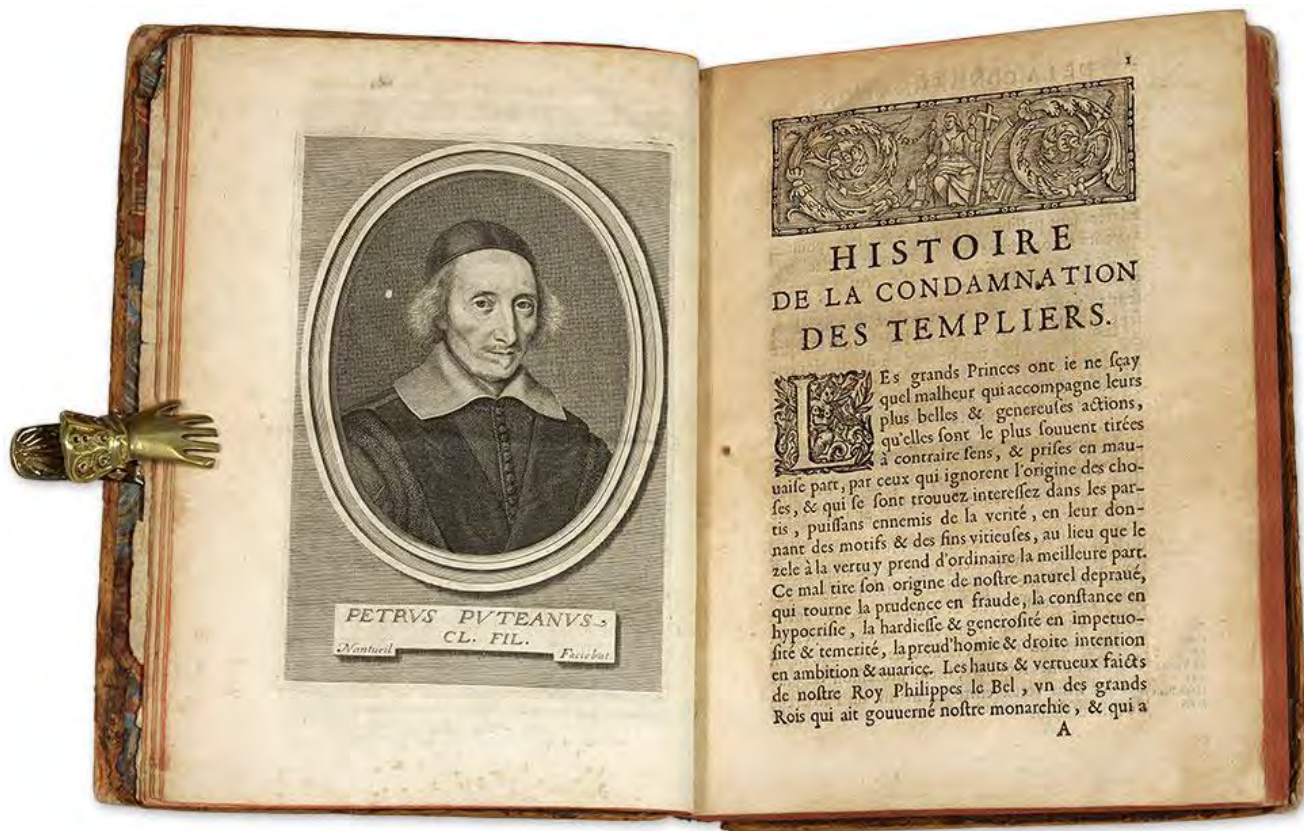 PETRVS PVTEANVS
CL. FIL.
Nantueil Faciebat.
1
HISTOIRE
DE LA CONDAMNATION
DES TEMPLIERS.
LEs grands Princes ont ie ne ſçay
quel malheur qui accompagne leurs
plus belles & genereuſes actions,
qu'elles ſont le plus ſouuent tirées
à contraire ſens, & priſes en mau-
uaiſe part, par ceux qui ignorent l'origine des cho-
ſes, & qui ſe ſont trouuez intereſſez dans les par-
tis, puiſſans ennemis de la verité, en leur don-
nant des motifs & des fins vitieuſes, au lieu que le
zele à la vertu y prend d'ordinaire la meilleure part.
Ce mal tire ſon origine de noſtre naturel depraué,
qui tourne la prudence en fraude, la conſtance en
hypocriſie, la hardieſſe & generoſité en impetuo-
ſité & temerité, la preud'homie & droite intention
en ambition & auarice. Les hauts & vertueux faicts
de noſtre Roy Philippes le Bel, vn des grands
Rois qui ait gouuerné noſtre monarchie, & qui a
A